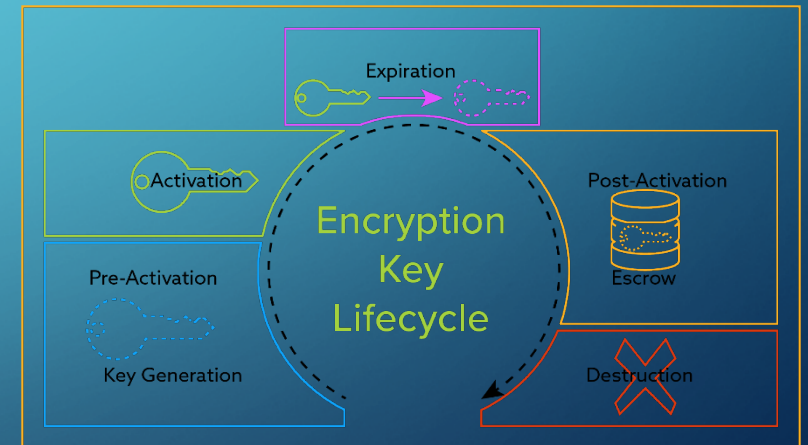 Expiration
Activation
Post-Activation
Encryption
Key
Lifecycle
Pre-Activation
Escrow
Key Generation
Destruction